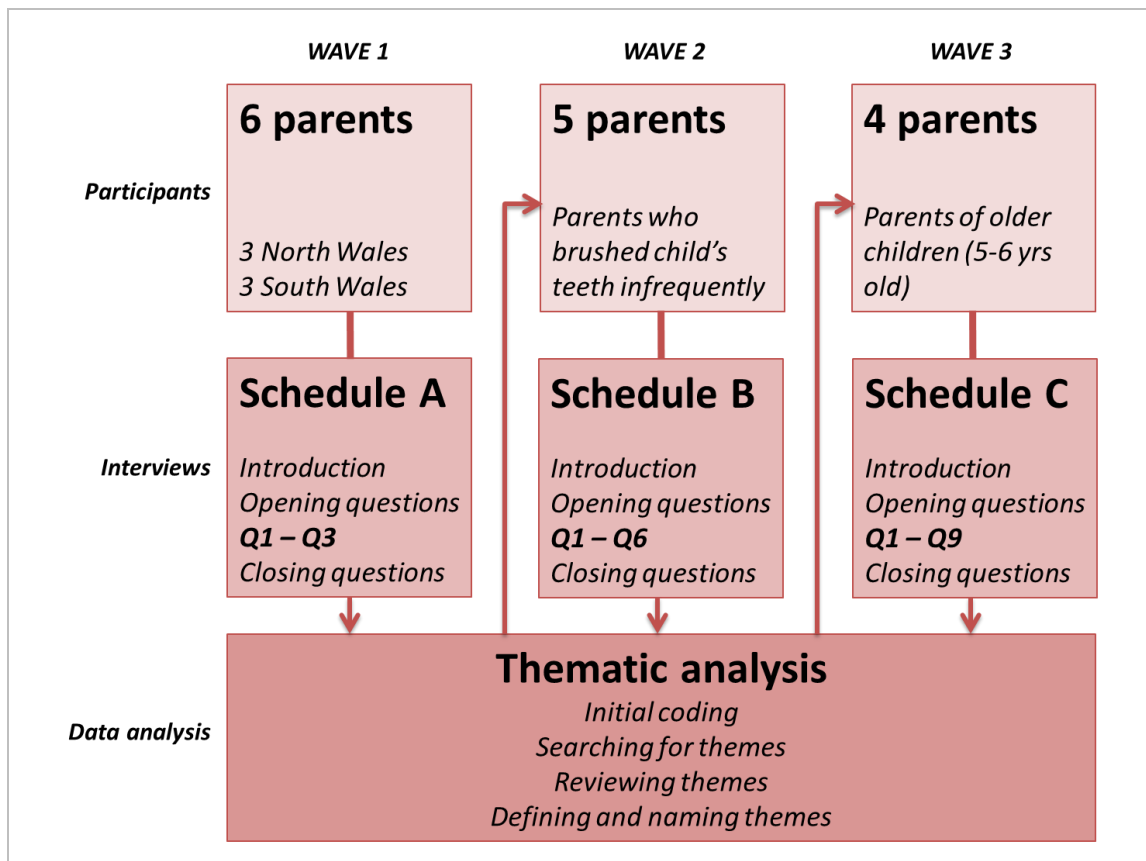 WAVE 1
WAVE 2
WAVE 3
Participants
6 parents
3 North Wales
3 South Wales
5 parents
Parents who
brushed child's
teeth infrequently
4 parents
Parents of older
children (5-6 yrs
old)
Interviews
Schedule A
Introduction
Opening questions
Q1 – Q3
Closing questions
Schedule B
Introduction
Opening questions
Q1 – Q6
Closing questions
Schedule C
Introduction
Opening questions
Q1 – Q9
Closing questions
Data analysis
Thematic analysis
Initial coding
Searching for themes
Reviewing themes
Defining and naming themes